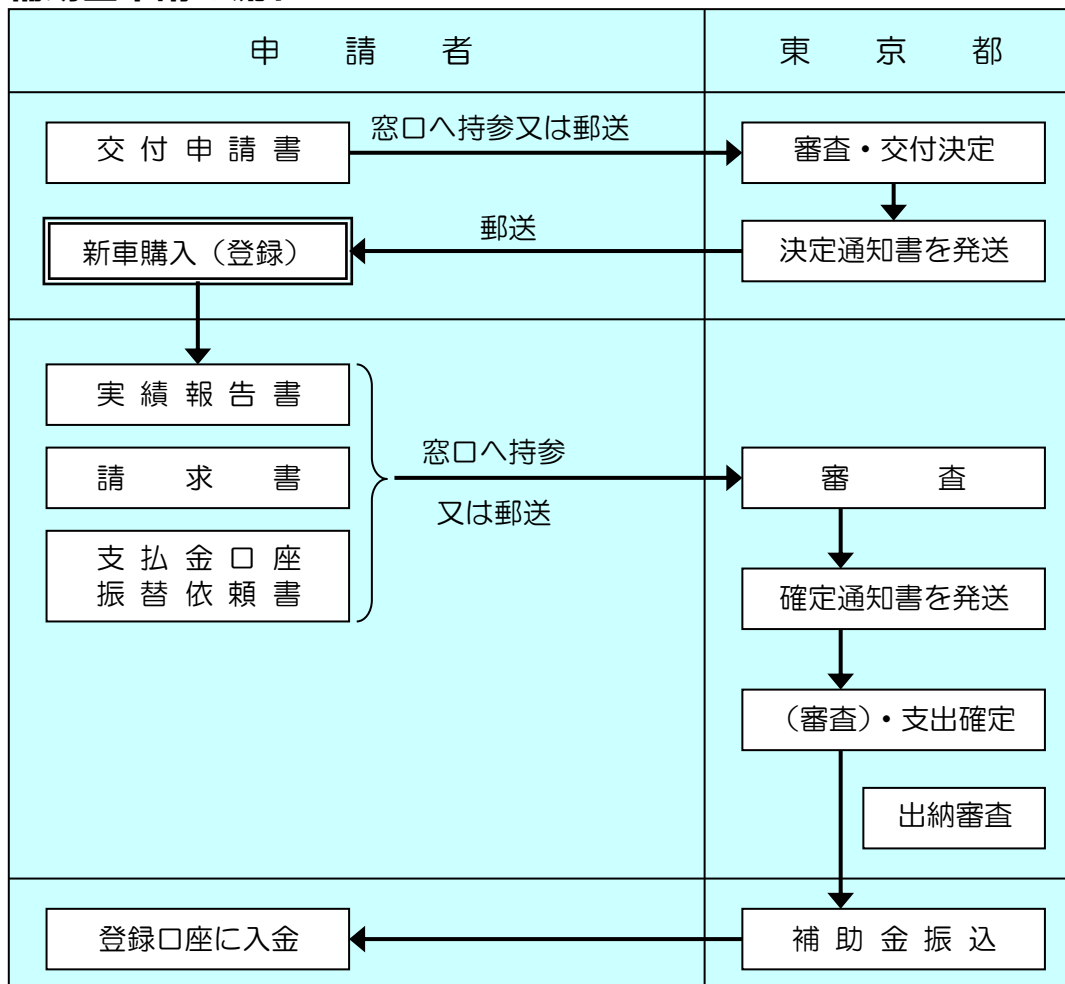 申請者
東京都
交付申請書
窓口へ持参又は郵送
審査・交付決定
新車購入（登録）
郵送
決定通知書を発送
実績報告書
請求書
支払金口座
振替依頼書
窓口へ持参
又は郵送
審査
確定通知書を発送
（審査）・支出確定
出納審査
登録口座に入金
補助金振込